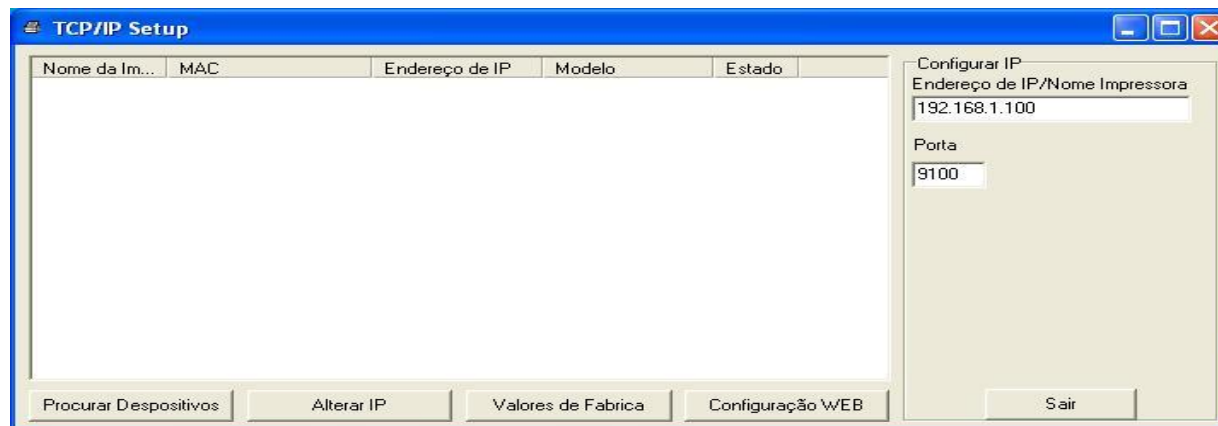 TCP/IP Setup
Nome da Im... MAC Endereço de IP Modelo Estado
Configurar IP
Endereço de IP/Nome Impressora
192.168.1.100
Porta
9100
Procurar Despositivos Alterar IP Valores de Fabrica Configuração WEB Sair